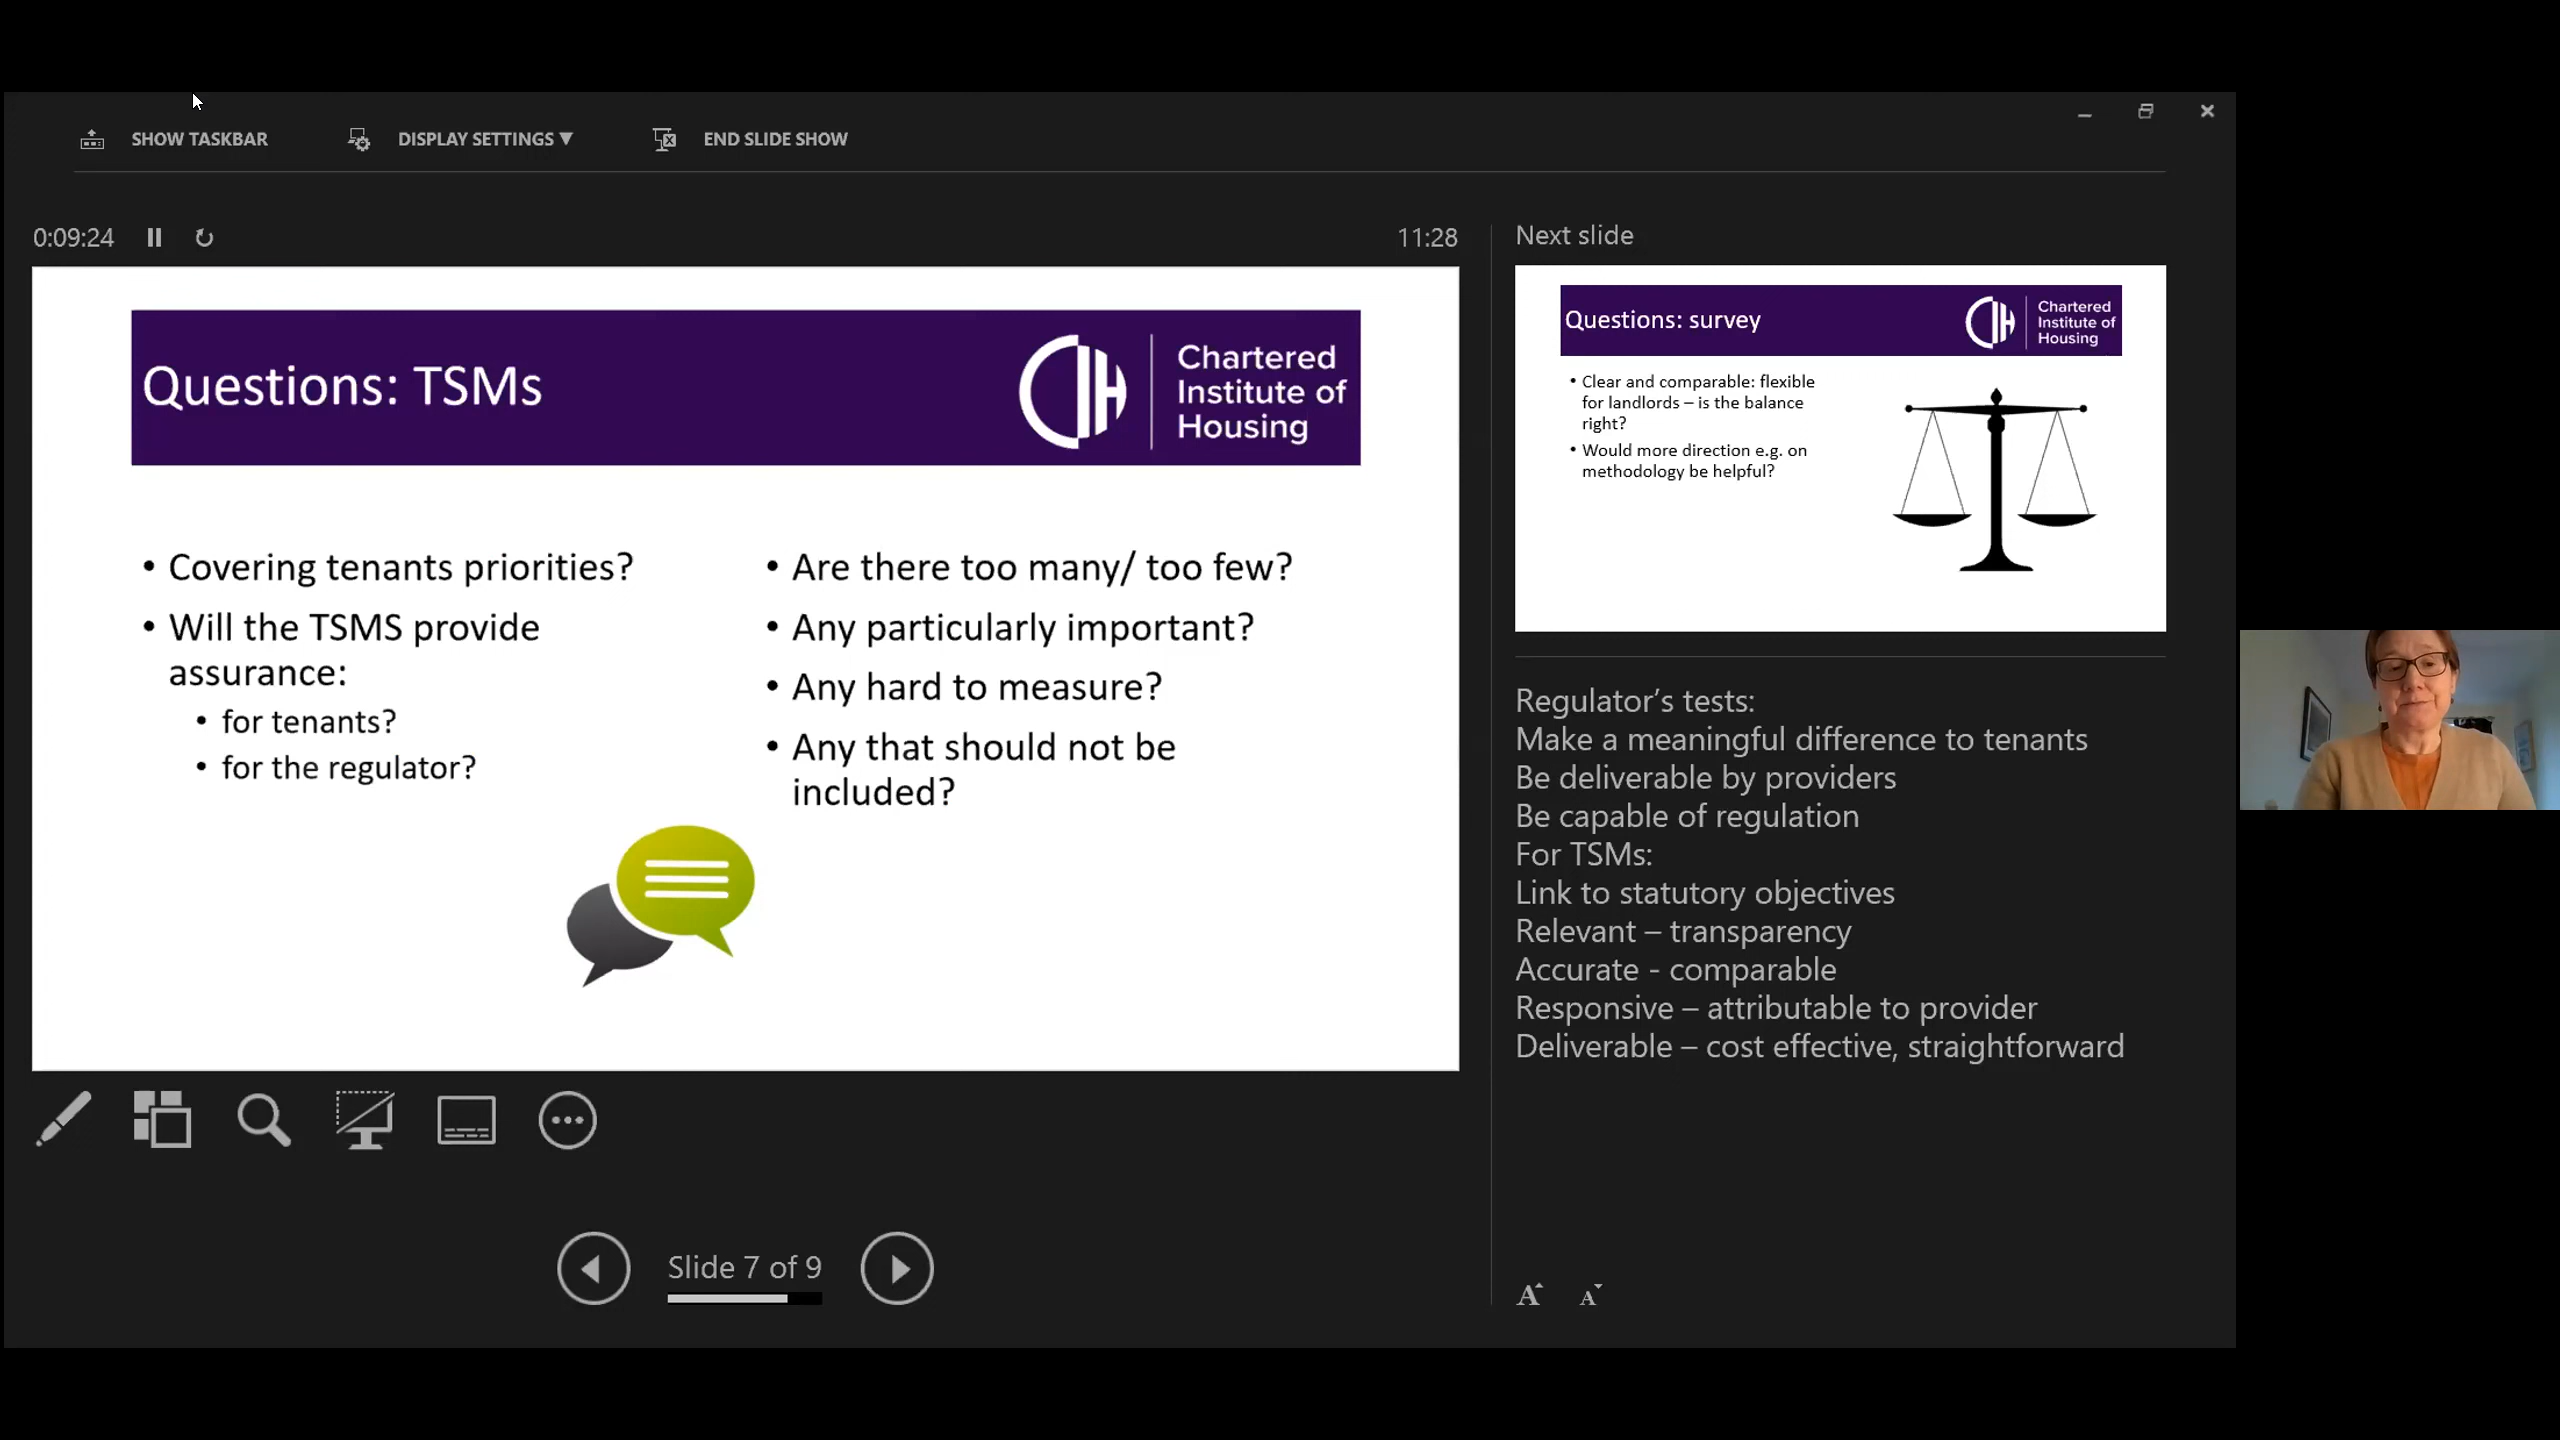 SHOW TASKBAR
DISPLAY SETTINGS ▼
END SLIDE SHOW
0:09:24
11:28
Questions: TSMs
Chartered
Institute of
Housing
• Covering tenants priorities?
• Will the TSMS provide
assurance:
• for tenants?
• for the regulator?
• Are there too many/ too few?
• Any particularly important?
• Any hard to measure?
• Any that should not be
included?
Slide 7 of 9
Next slide
Questions: survey
Chartered
Institute of
Housing
• Clear and comparable: flexible
for landlords – is the balance
right?
• Would more direction e.g. on
methodology be helpful?
Regulator’s tests:
Make a meaningful difference to tenants
Be deliverable by providers
Be capable of regulation
For TSMs:
Link to statutory objectives
Relevant – transparency
Accurate - comparable
Responsive – attributable to provider
Deliverable – cost effective, straightforward
A A